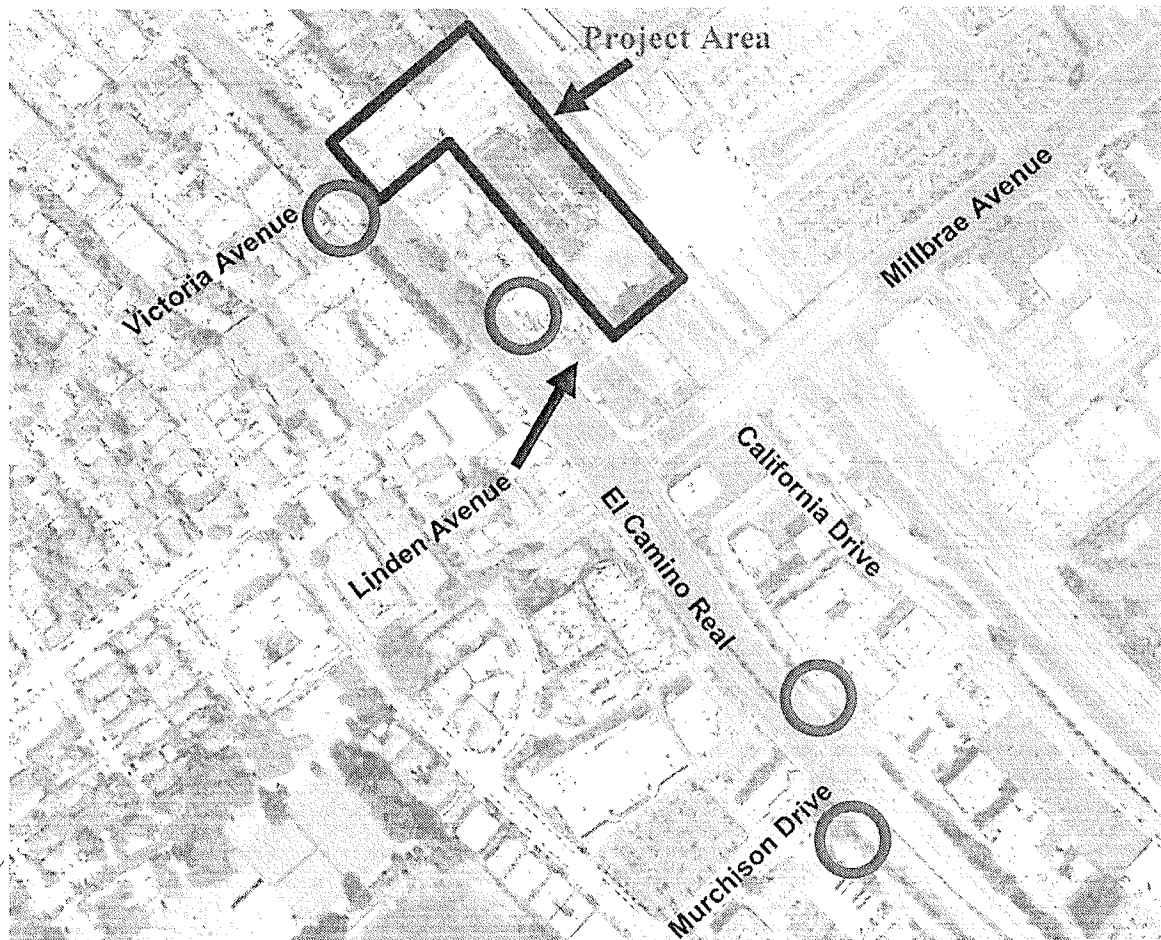 Project Area
Victoria Avenue
Millbrae Avenue
Linden Avenue
El Camino Real
California Drive
Murchison Drive